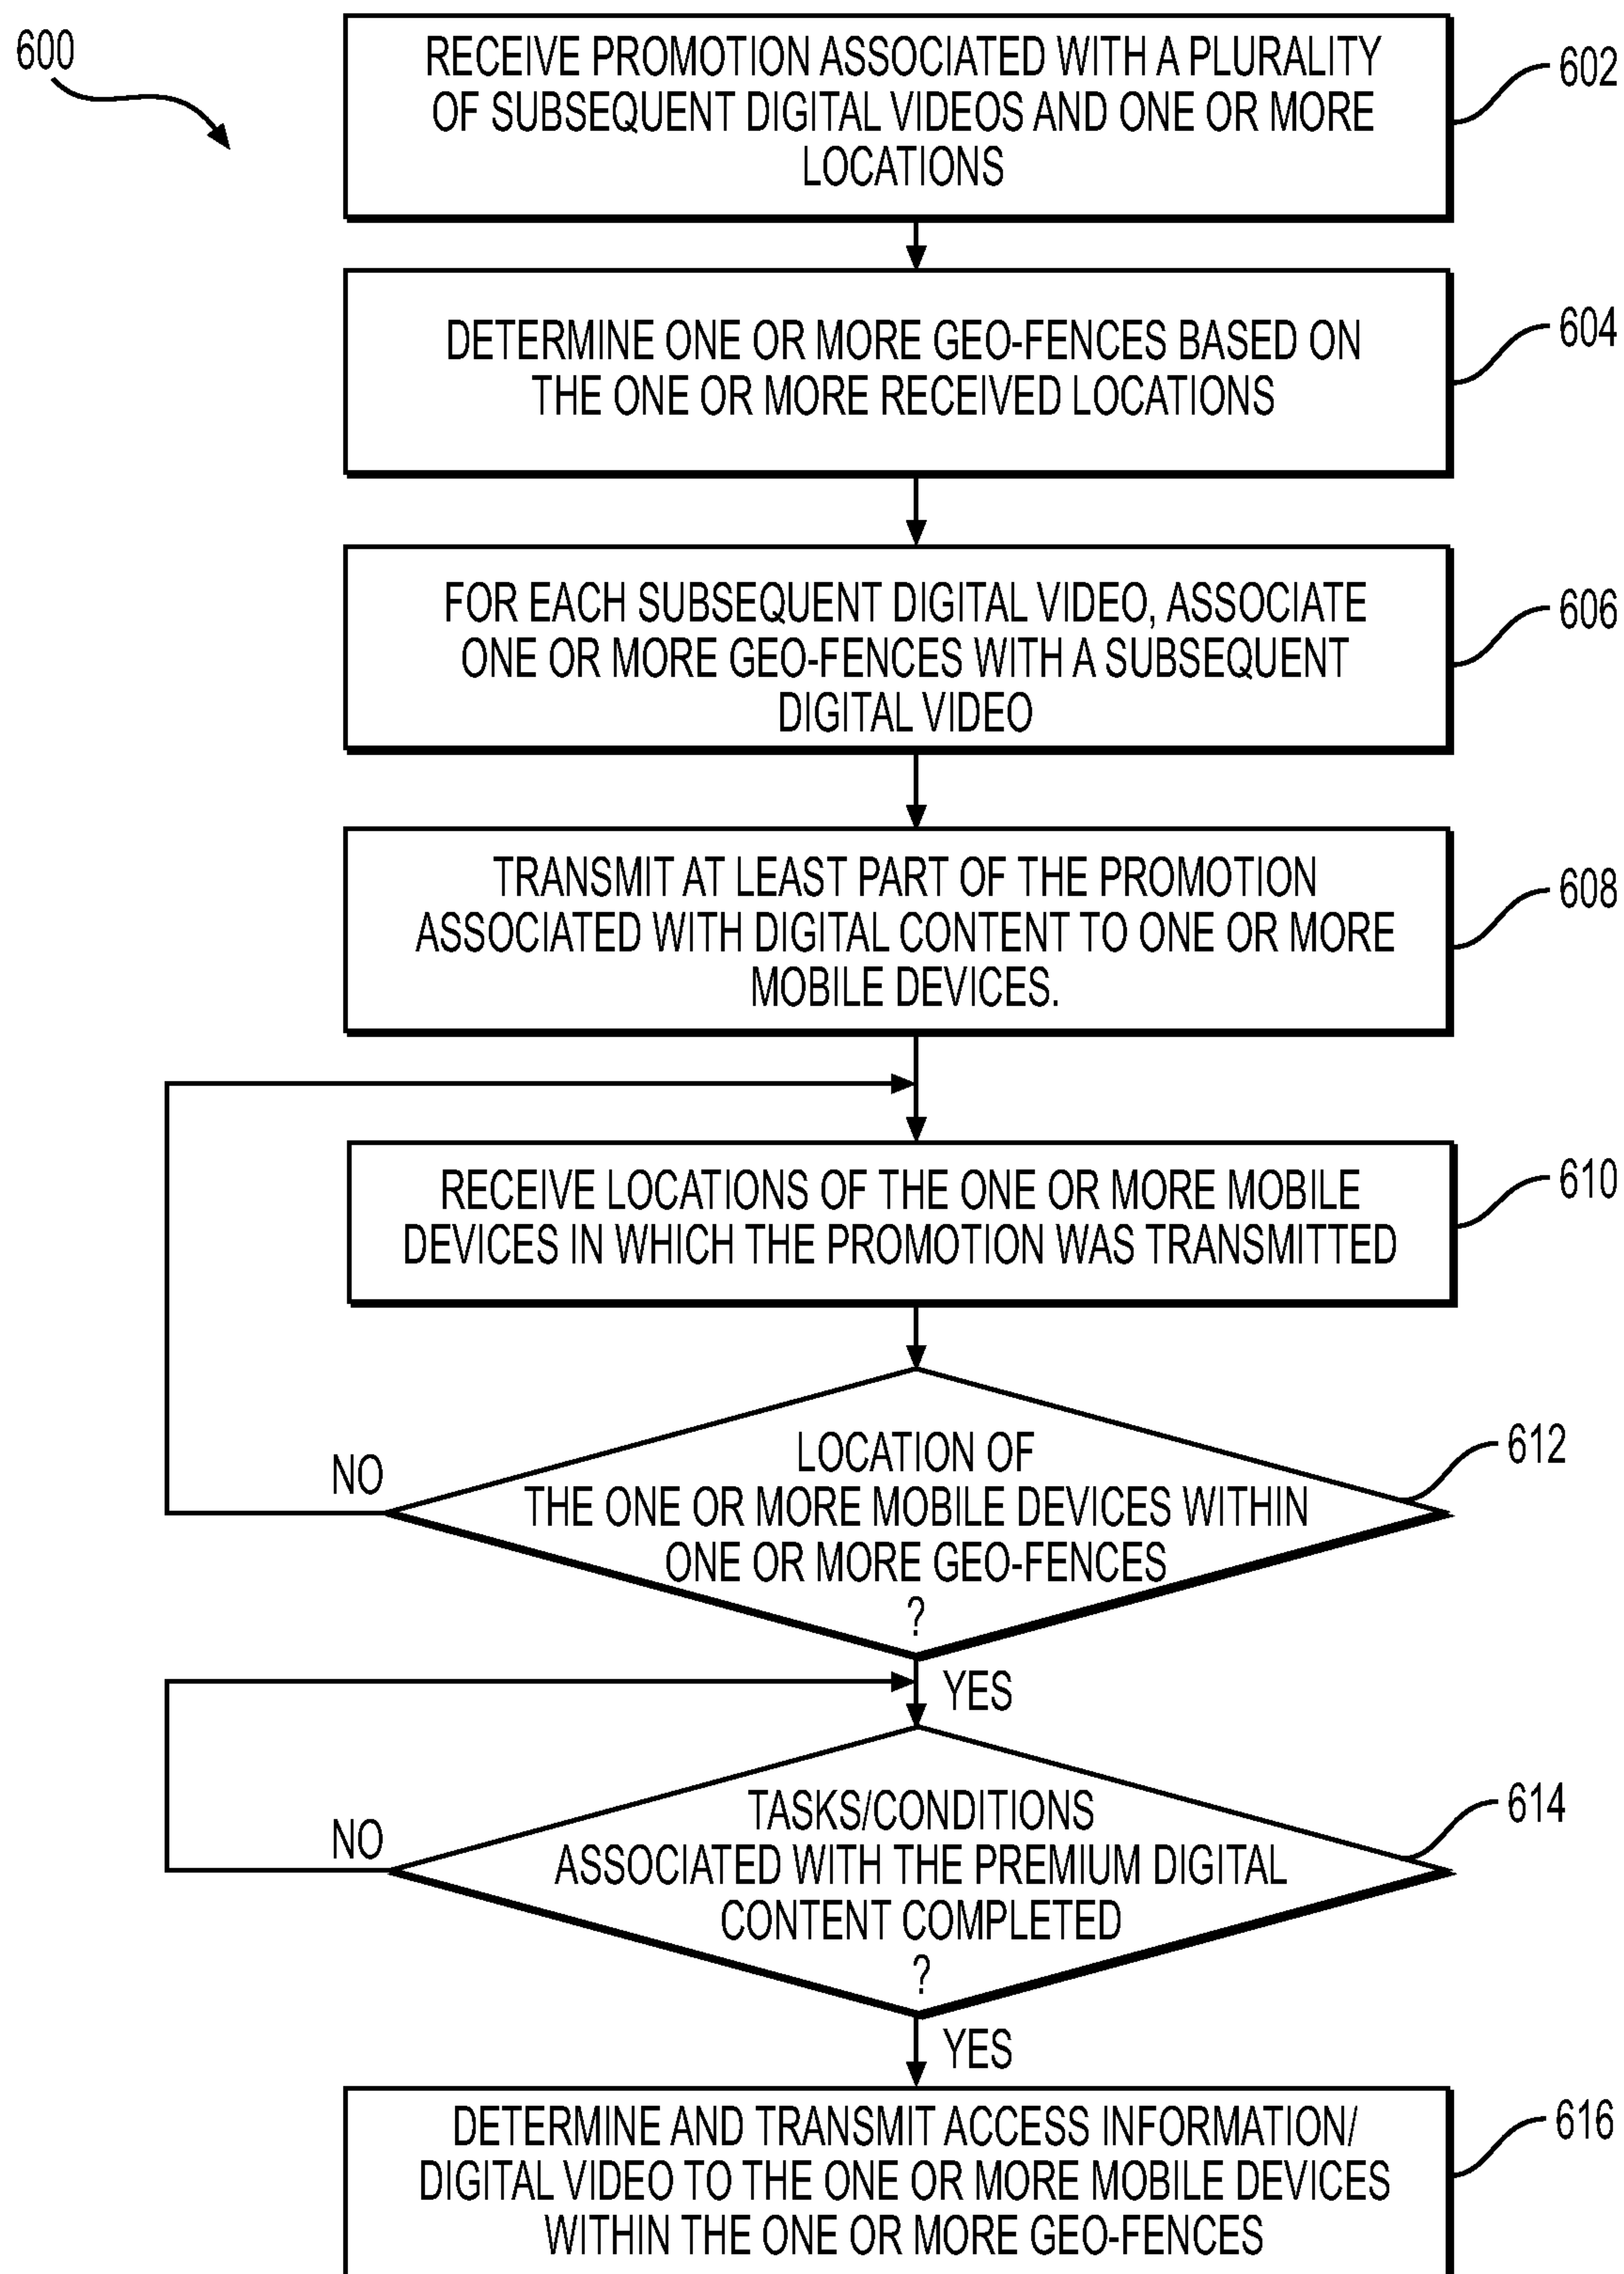 600
RECEIVE PROMOTION ASSOCIATED WITH A PLURALITY
OF SUBSEQUENT DIGITAL VIDEOS AND ONE OR MORE
LOCATIONS
602
DETERMINE ONE OR MORE GEO-FENCES BASED ON
THE ONE OR MORE RECEIVED LOCATIONS
604
FOR EACH SUBSEQUENT DIGITAL VIDEO, ASSOCIATE
ONE OR MORE GEO-FENCES WITH A SUBSEQUENT
DIGITAL VIDEO
606
TRANSMIT AT LEAST PART OF THE PROMOTION
ASSOCIATED WITH DIGITAL CONTENT TO ONE OR MORE
MOBILE DEVICES.
608
RECEIVE LOCATIONS OF THE ONE OR MORE MOBILE
DEVICES IN WHICH THE PROMOTION WAS TRANSMITTED
610
LOCATION OF
THE ONE OR MORE MOBILE DEVICES WITHIN
ONE OR MORE GEO-FENCES
?
612
NO
YES
TASKS/CONDITIONS
ASSOCIATED WITH THE PREMIUM DIGITAL
CONTENT COMPLETED
?
614
NO
YES
DETERMINE AND TRANSMIT ACCESS INFORMATION/
DIGITAL VIDEO TO THE ONE OR MORE MOBILE DEVICES
WITHIN THE ONE OR MORE GEO-FENCES
616